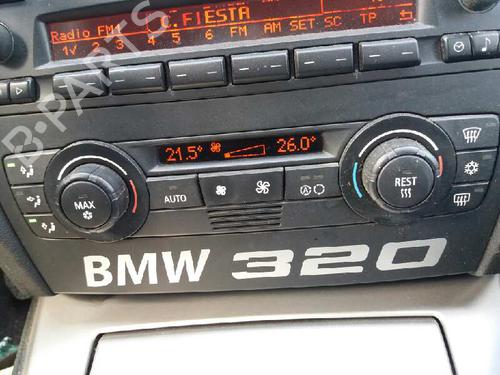 Radio FM1
C.FIESTA
1√ 2 3 4 5 6 FM AM SET SC TP
21.5° 26.0°
MAX
AUTO
A
REST
BMW 320
B-PARTS